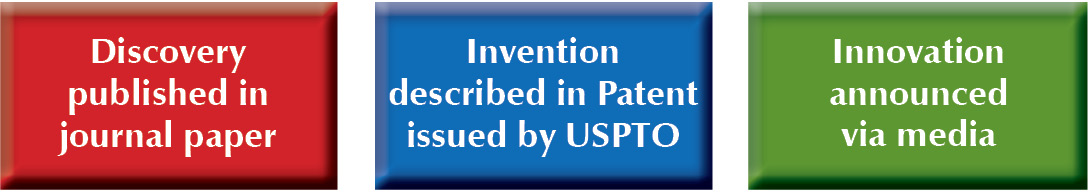 Discovery
published in
journal paper
Invention
described in Patent
issued by USPTO
Innovation
announced
via media